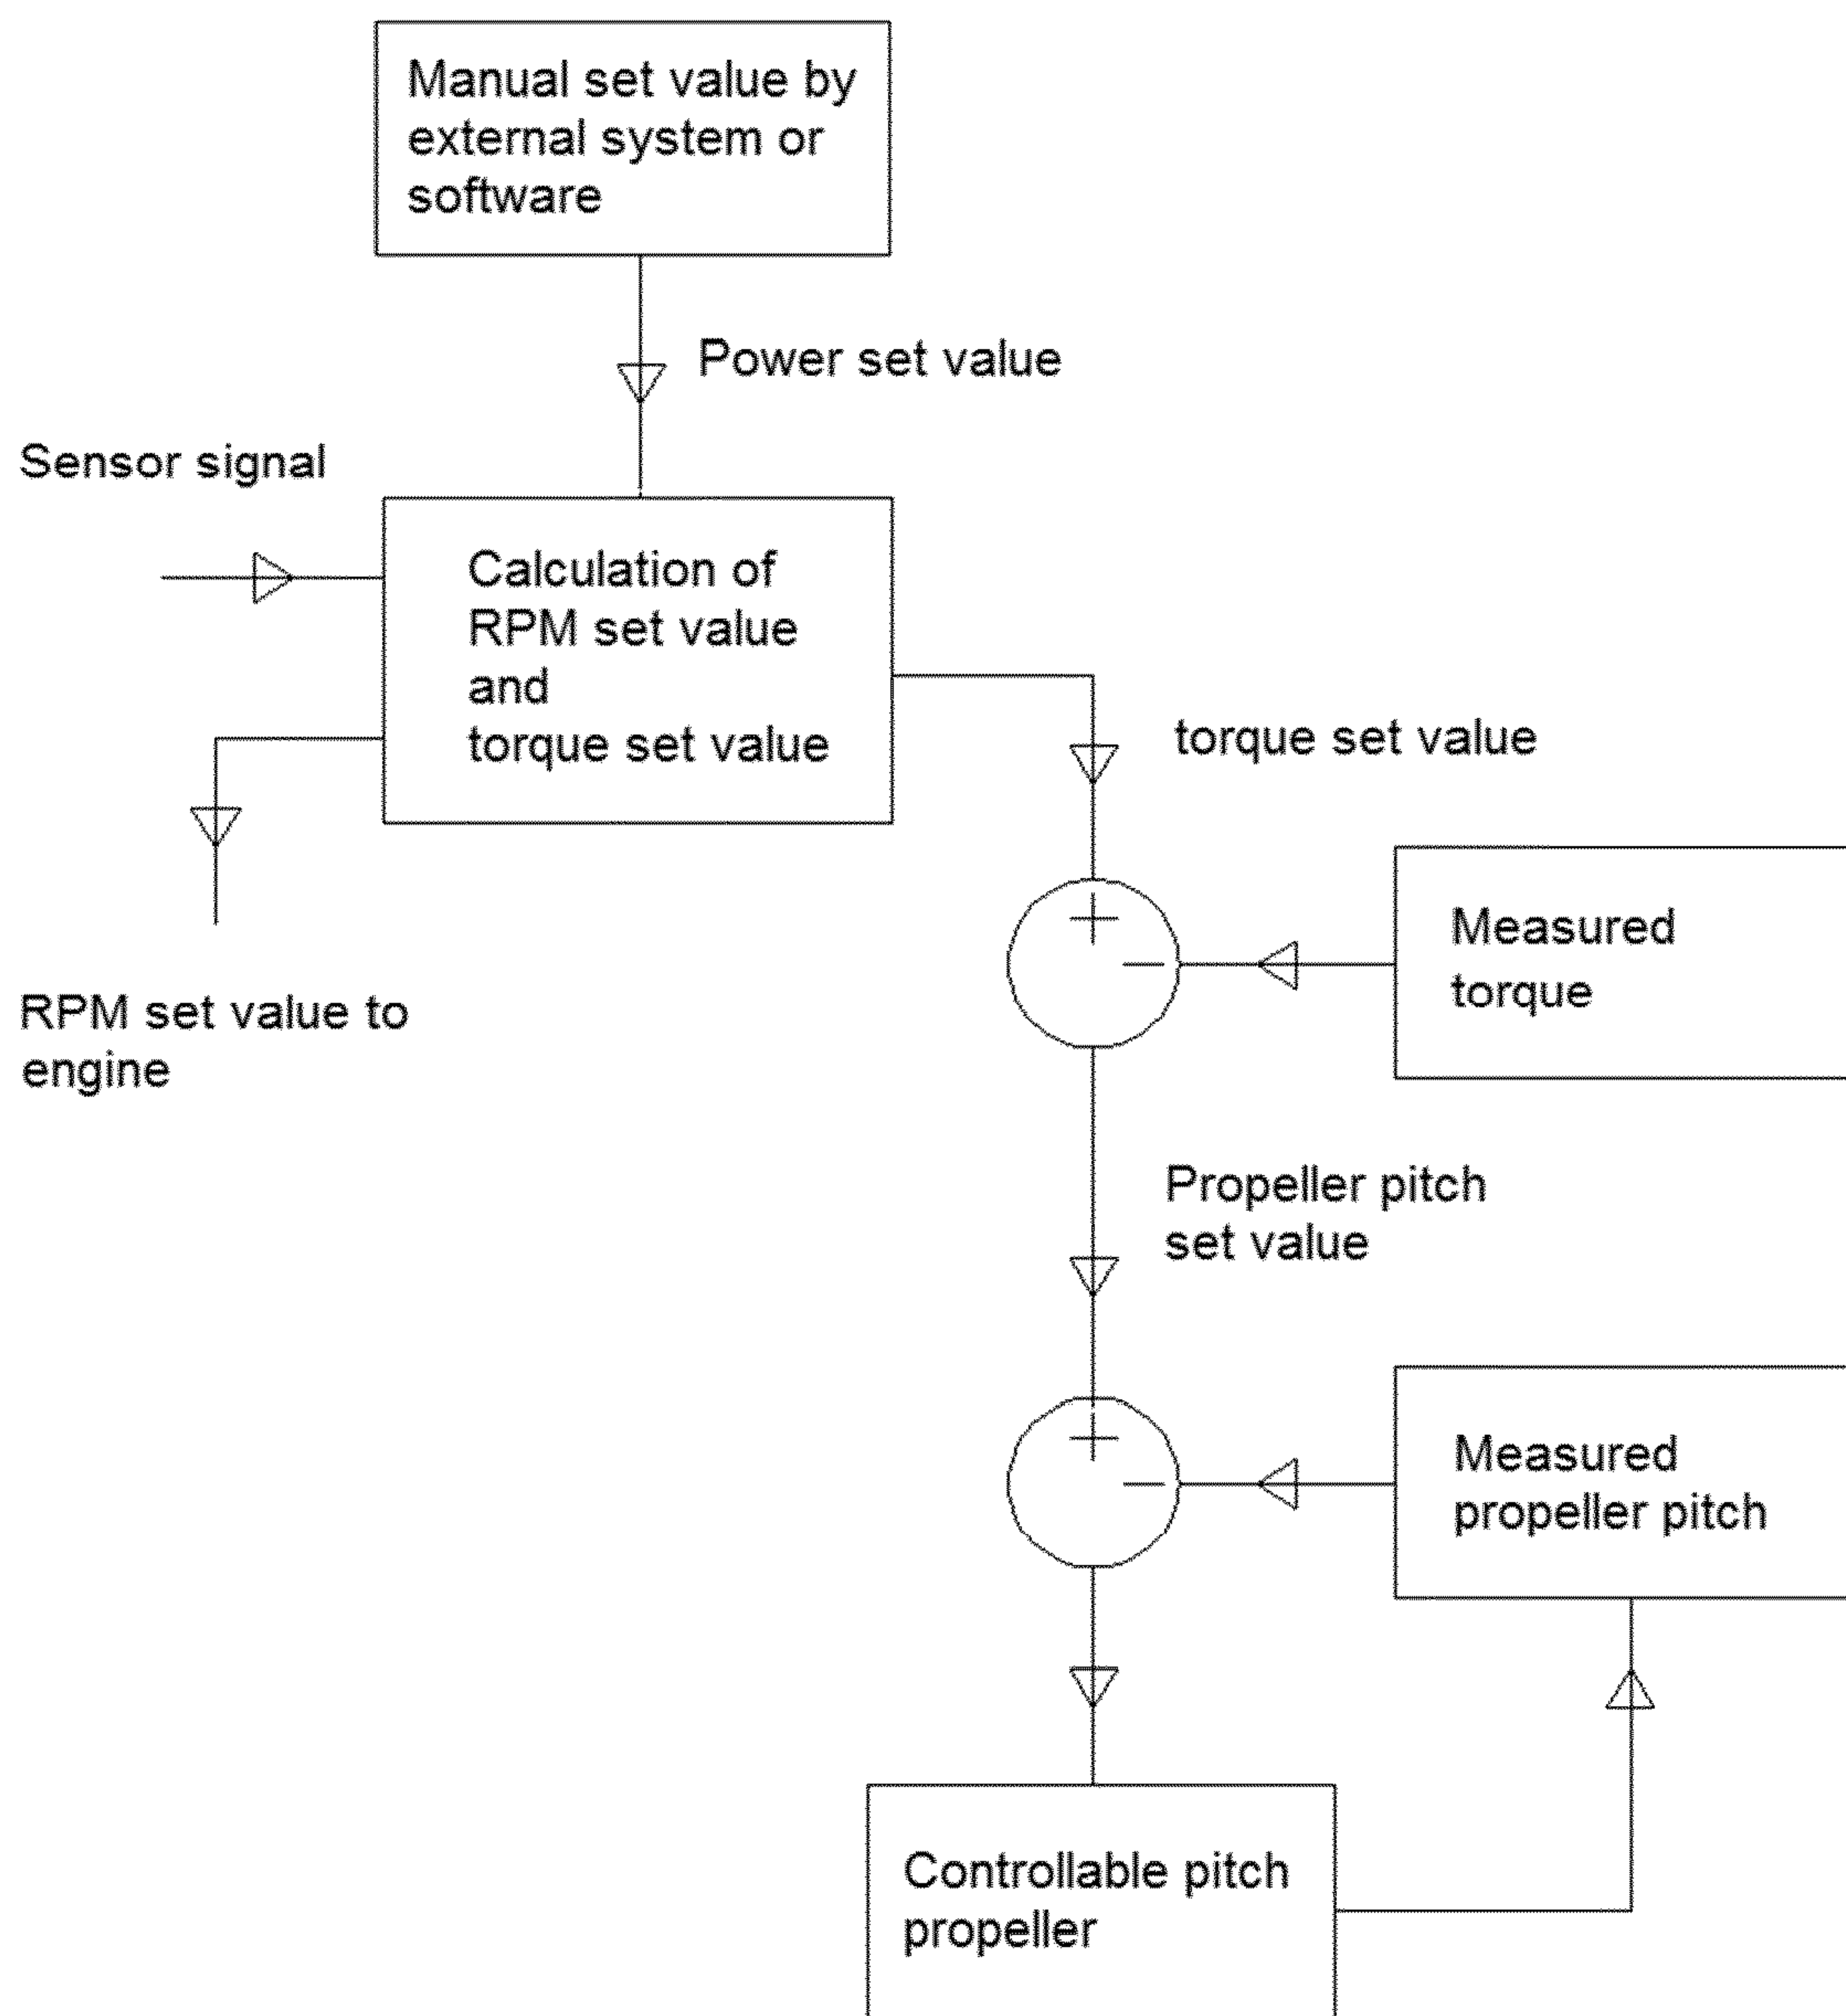 Manual set value by
external system or
software
Power set value
Sensor signal
Calculation of
RPM set value
and
torque set value
torque set value
Measured
torque
RPM set value to
engine
Propeller pitch
set value
Measured
propeller pitch
Controllable pitch
propeller